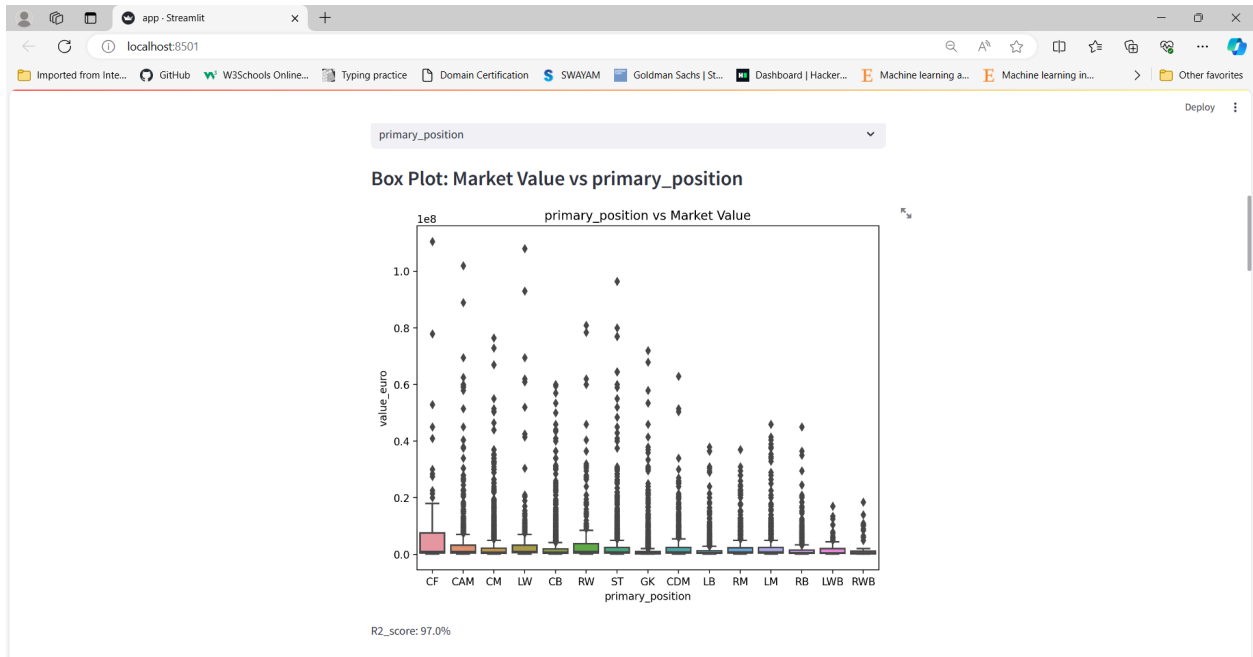 app · Streamlit
localhost:8501
Imported from Inte...
GitHub
W3Schools Online...
Typing practice
Domain Certification
SWAYAM
Goldman Sachs | St...
Dashboard | Hacker...
Machine learning a...
Machine learning in...
Other favorites
Deploy
primary_position
Box Plot: Market Value vs primary_position
primary_position vs Market Value
1e8
1.0
0.8
0.6
0.4
0.2
0.0
value_euro
CF CAM CM LW CB RW ST GK CDM LB RM LM RB LWB RWB
primary_position
R2_score: 97.0%